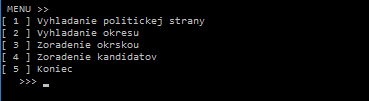 MENU >>
[ 1 ] Vyhladanie politickej strany
[ 2 ] Vyhladanie okresu
[ 3 ] Zoradenie okrskou
[ 4 ] Zoradenie kandidatov
[ 5 ] Koniec
>>>